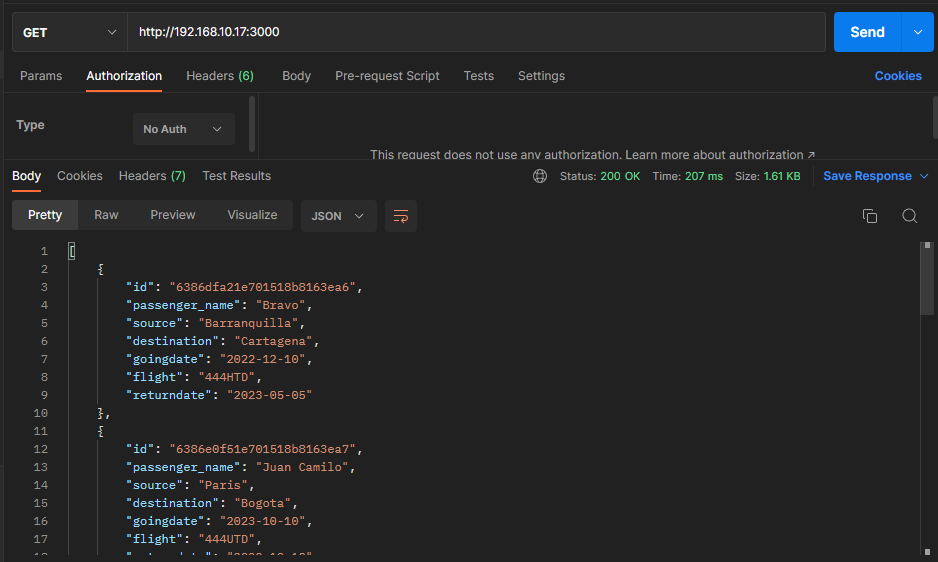 GET http://192.168.10.17:3000 Send
Params Authorization Headers (6) Body Pre-request Script Tests Settings Cookies
Type No Auth
This request does not use any authorization. Learn more about authorization ↗
Body Cookies Headers (7) Test Results Status: 200 OK Time: 207 ms Size: 1.61 KB Save Response
Pretty Raw Preview Visualize JSON
1 [
2 {
3 "id": "6386dfa21e701518b8163ea6",
4 "passenger_name": "Bravo",
5 "source": "Barranquilla",
6 "destination": "Cartagena",
7 "goingdate": "2022-12-10",
8 "flight": "444HTD",
9 "returndate": "2023-05-05"
10 },
11 {
12 "id": "6386e0f51e701518b8163ea7",
13 "passenger_name": "Juan Camilo",
14 "source": "Paris",
15 "destination": "Bogota",
16 "goingdate": "2023-10-10",
17 "flight": "444UTD",